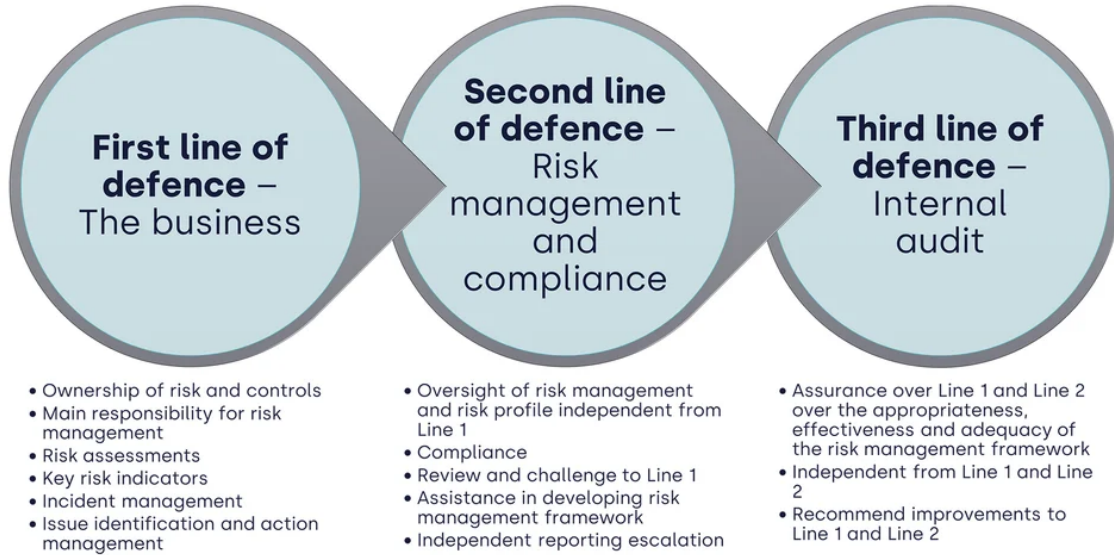 First line of
defence –
The business
Second line
of defence –
Risk
management
and
compliance
Third line of
defence –
Internal
audit
• Ownership of risk and controls
• Main responsibility for risk
management
• Risk assessments
• Key risk indicators
• Incident management
• Issue identification and action
management
• Oversight of risk management
and risk profile independent from
Line 1
• Compliance
• Review and challenge to Line 1
• Assistance in developing risk
management framework
• Independent reporting escalation
• Assurance over Line 1 and Line 2
over the appropriateness,
effectiveness and adequacy of
the risk management framework
• Independent from Line 1 and Line
2
• Recommend improvements to
Line 1 and Line 2